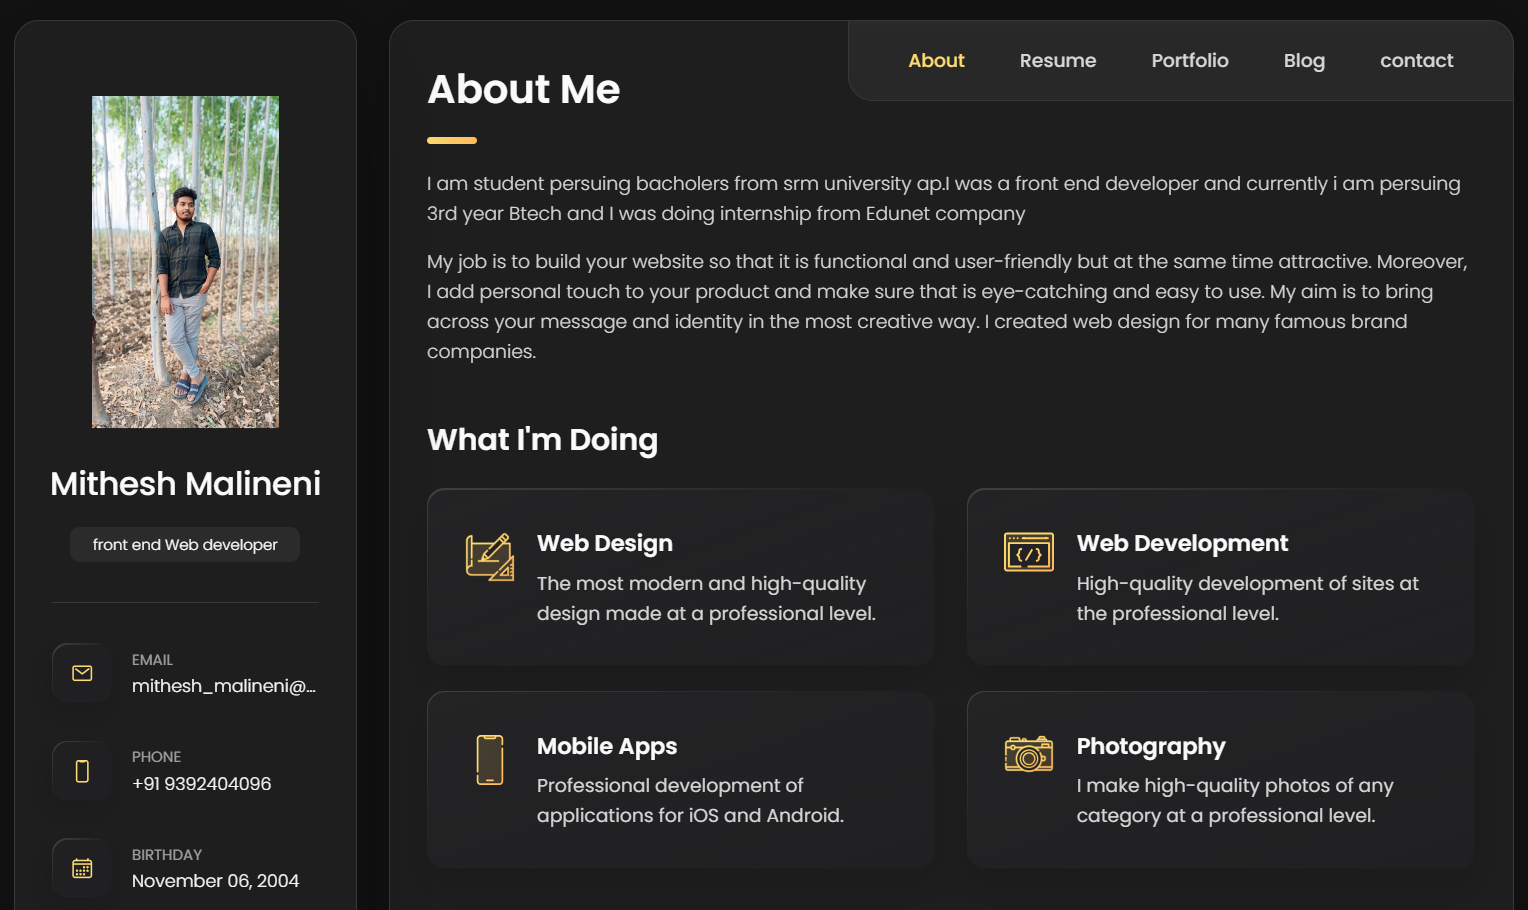 Mithesh Malineni
front end Web developer
EMAIL
mithesh_malineni@...
PHONE
+91 9392404096
BIRTHDAY
November 06, 2004
About
Resume
Portfolio
Blog
contact
About Me
I am student persuing bacholers from srm university ap.I was a front end developer and currently i am persuing
3rd year Btech and I was doing internship from Edunet company
My job is to build your website so that it is functional and user-friendly but at the same time attractive. Moreover,
I add personal touch to your product and make sure that is eye-catching and easy to use. My aim is to bring
across your message and identity in the most creative way. I created web design for many famous brand
companies.
What I'm Doing
Web Design
The most modern and high-quality
design made at a professional level.
Web Development
High-quality development of sites at
the professional level.
Mobile Apps
Professional development of
applications for iOS and Android.
Photography
I make high-quality photos of any
category at a professional level.